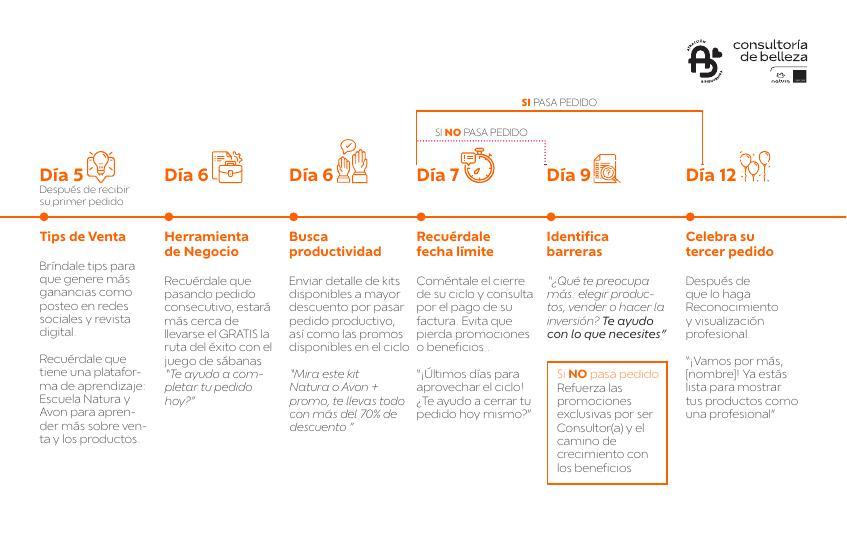 consultoría
de belleza
natura
SI PASA PEDIDO
SI NO PASA PEDIDO
Día 5
Después de recibir
su primer pedido
Tips de Venta
Bríndale tips para
que genere más
ganancias como
posteo en redes
sociales y revista
digital.
Recuérdale que
tiene una platafor-
ma de aprendizaje:
Escuela Natura y
Avon para apren-
der más sobre ven-
ta y los productos.
Día 6
Herramienta
de Negocio
Recuérdale que
pasando pedido
consecutivo, estará
más cerca de
llevarse el GRATIS la
ruta del éxito con el
juego de sábanas
"Te ayudo a com-
pletar tu pedido
hoy?"
Día 6
Busca
productividad
Enviar detalle de kits
disponibles a mayor
descuento por pasar
pedido productivo,
así como las promos
disponibles en el ciclo
"Mira este kit
Natura o Avon +
promo, te llevas todo
con más del 70% de
descuento "
Día 7
Recuérdale
fecha límite
Coméntale el cierre
de su ciclo y consulta
por el pago de su
factura. Evita que
pierda promociones
o beneficios.
"¡Últimos días para
aprovechar el ciclo!
¿Te ayudo a cerrar tu
pedido hoy mismo?"
Día 9
Identifica
barreras
"¿Qué te preocupa
más: elegir produc-
tos, vender o hacer la
inversión? Te ayudo
con lo que necesites"
Si NO pasa pedido
Refuerza las
promociones
exclusivas por ser
Consultor(a) y el
camino de
crecimiento con
los beneficios
Día 12
Celebra su
tercer pedido
Después de
que lo haga
Reconocimiento
y visualización
profesional.
"¡Vamos por más,
[nombre]! Ya estás
lista para mostrar
tus productos como
una profesional"